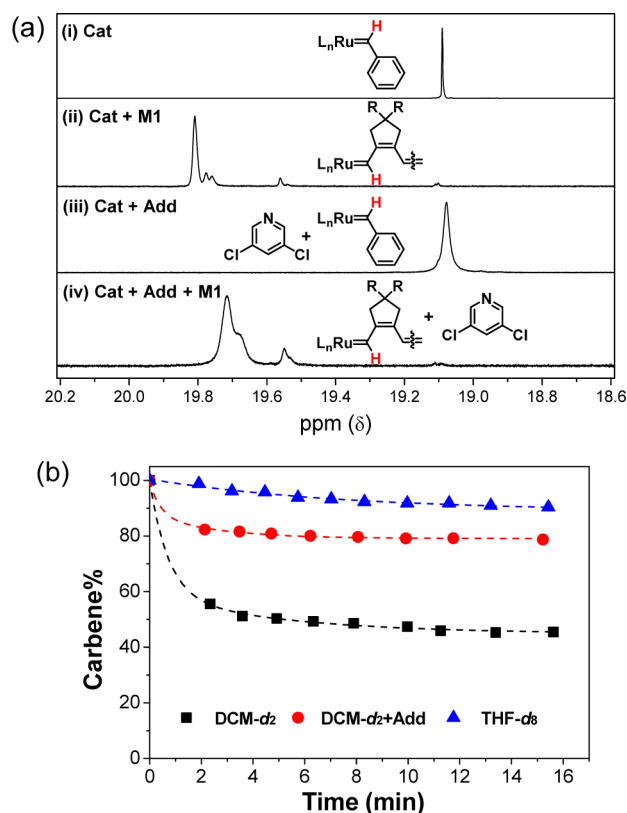 (a)
(i) Cat
LnRu
H
(ii) Cat + M1
R R
LnRu
H
(iii) Cat + Add
N
Cl Cl
+
LnRu
H
(iv) Cat + Add + M1
R R
LnRu
H
+
N
Cl Cl
20.2 20.0 19.8 19.6 19.4 19.2 19.0 18.8 18.6
ppm (δ)
(b)
Carbene%
100
80
60
40
20
0
DCM-d2 DCM-d2+Add THF-d8
0 2 4 6 8 10 12 14 16
Time (min)